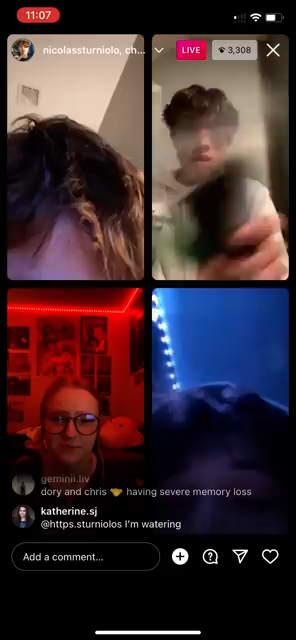 11:07
nicolassturniolo, ch...
LIVE
3,308
geminii.liv
dory and chris 🤝 having severe memory loss
katherine.sj
@https.sturniolos I'm watering
Add a comment...